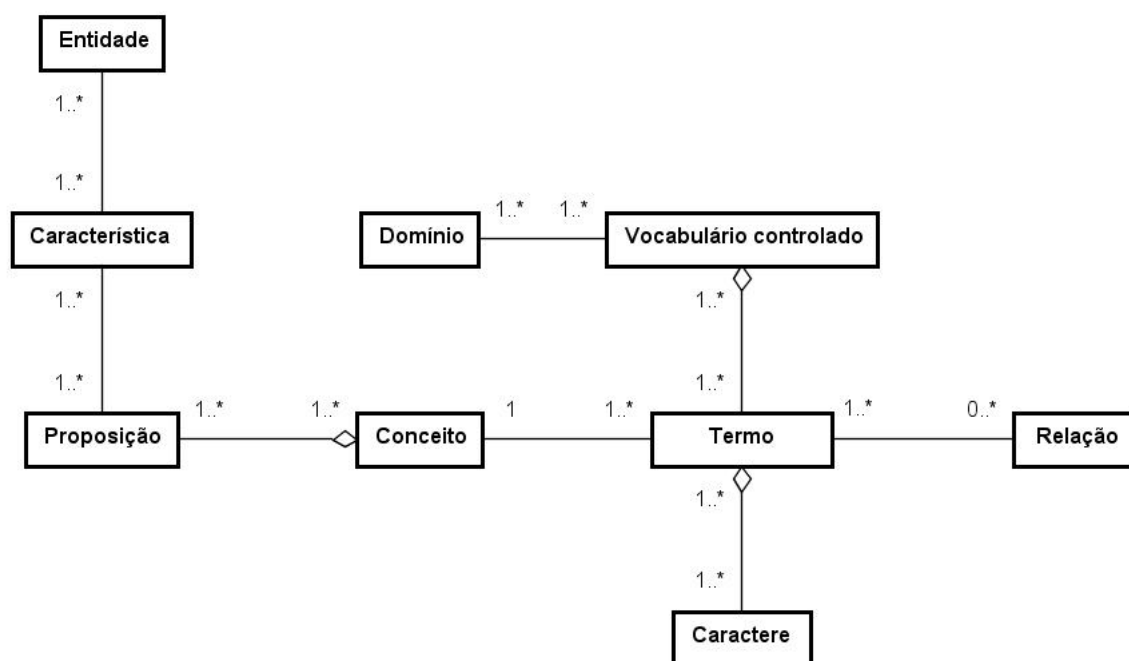 Entidade
1..*
1..*
Característica
1..*
1..*
Domínio
1..*
1..*
Vocabulário controlado
1..*
1..*
Proposição
1..*
1..*
Conceito
1
1..*
Termo
1..*
0..*
Relação
1..*
1..*
Caractere